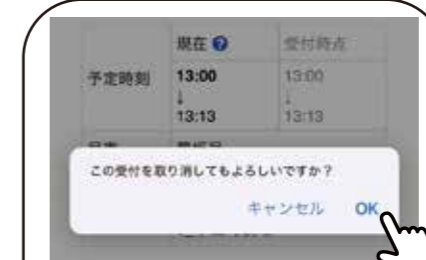 現在 ?
受付時点
予定時刻
13:00
↓
13:13
13:00
↓
13:13
この受付を取り消してもよろしいですか？
キャンセル
OK